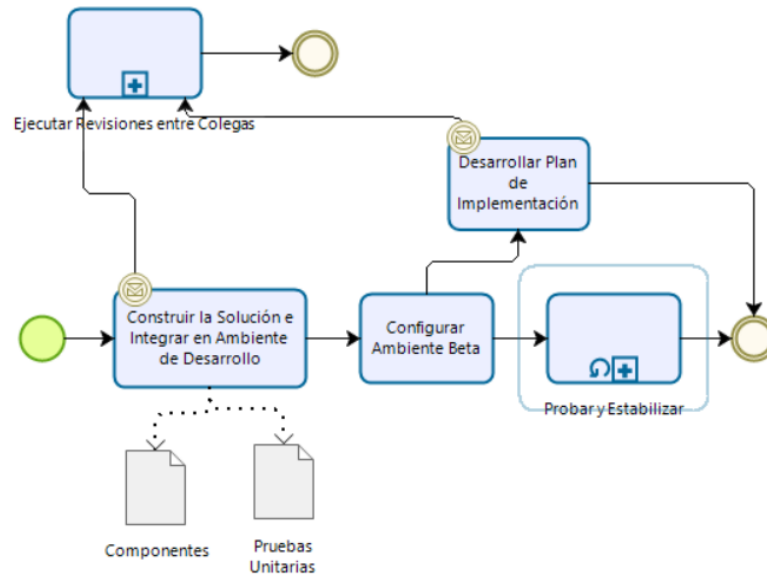 Ejecutar Revisiones entre Colegas
Desarrollar Plan
de
Implementación
Construir la Solución e
Integrar en Ambiente
de Desarrollo
Configurar
Ambiente Beta
Probar y Estabilizar
Componentes
Pruebas
Unitarias